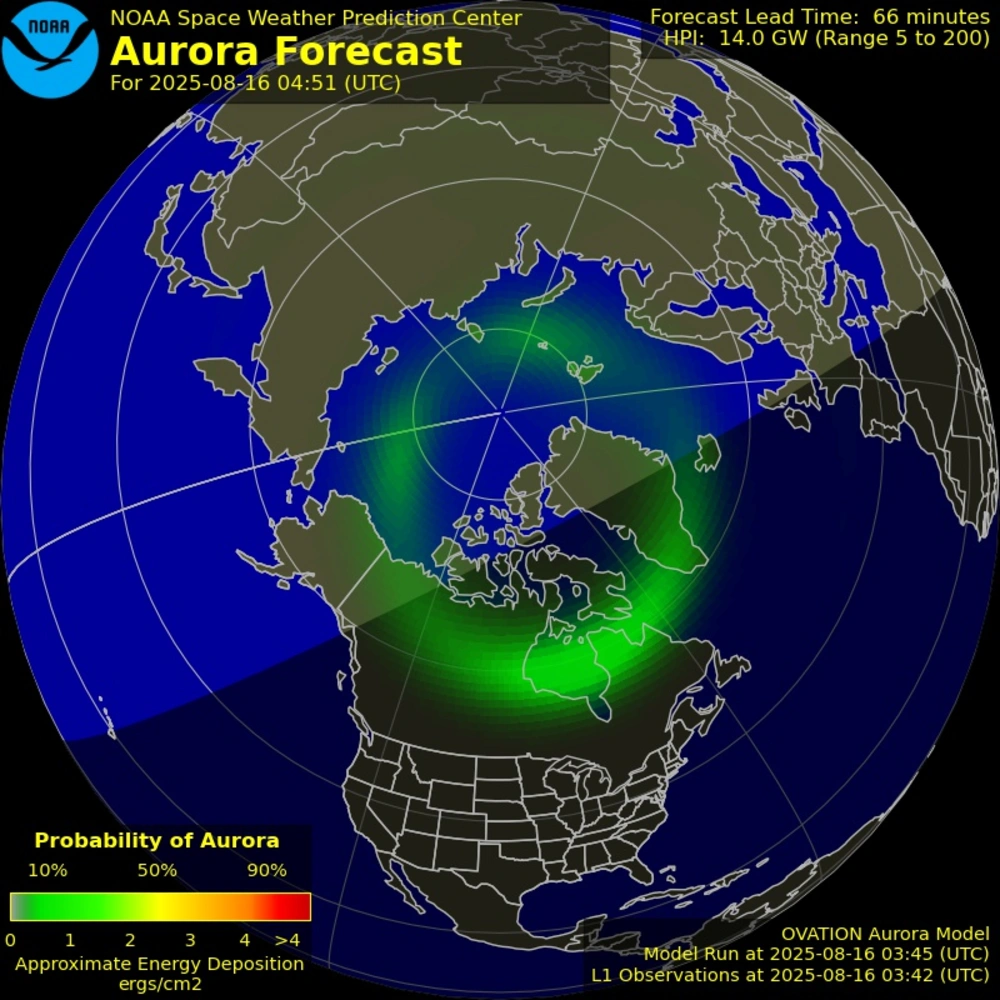 NOAA
NOAA Space Weather Prediction Center
Aurora Forecast
For 2025-08-16 04:51 (UTC)
Forecast Lead Time: 66 minutes
HPI: 14.0 GW (Range 5 to 200)
Probability of Aurora
10% 50% 90%
0 1 2 3 4 >4
Approximate Energy Deposition
ergs/cm2
OVATION Aurora Model
Model Run at 2025-08-16 03:45 (UTC)
L1 Observations at 2025-08-16 03:42 (UTC)